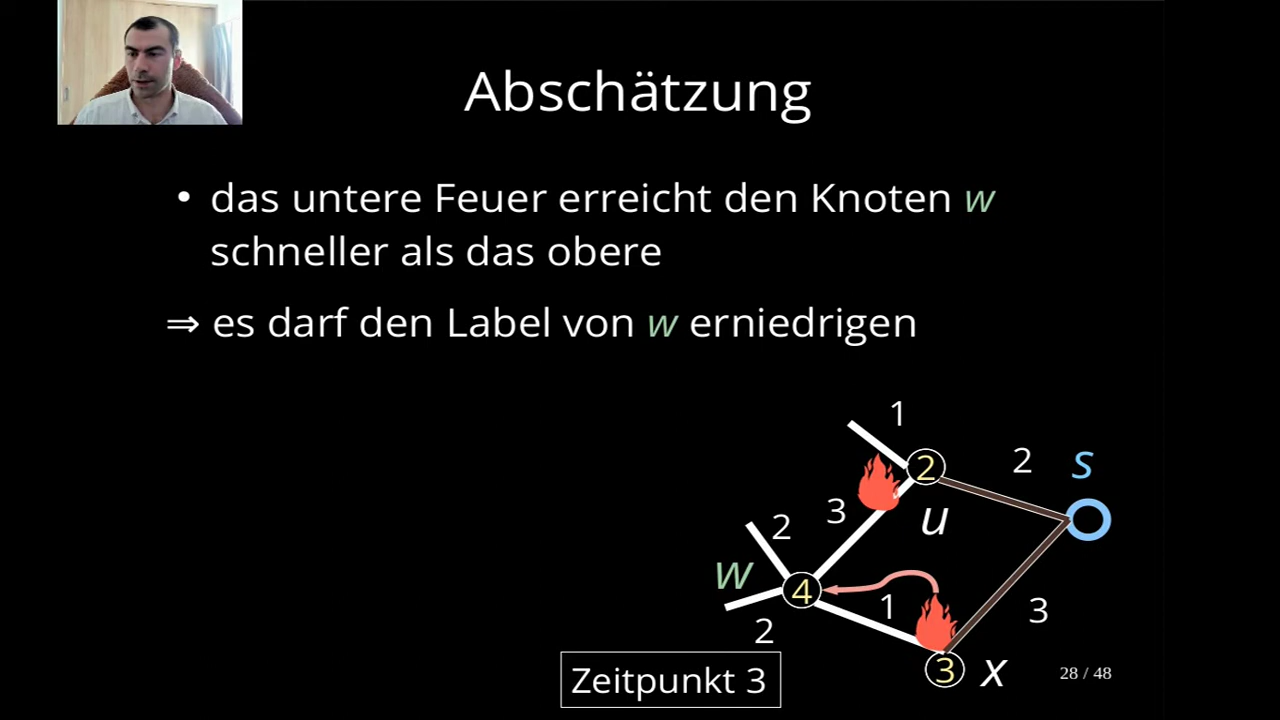 Abschätzung
• das untere Feuer erreicht den Knoten w
schneller als das obere
⇒ es darf den Label von w erniedrigen
1
2
2
s
3
u
2
w
4
1
3
2
3
x
Zeitpunkt 3
28 / 48